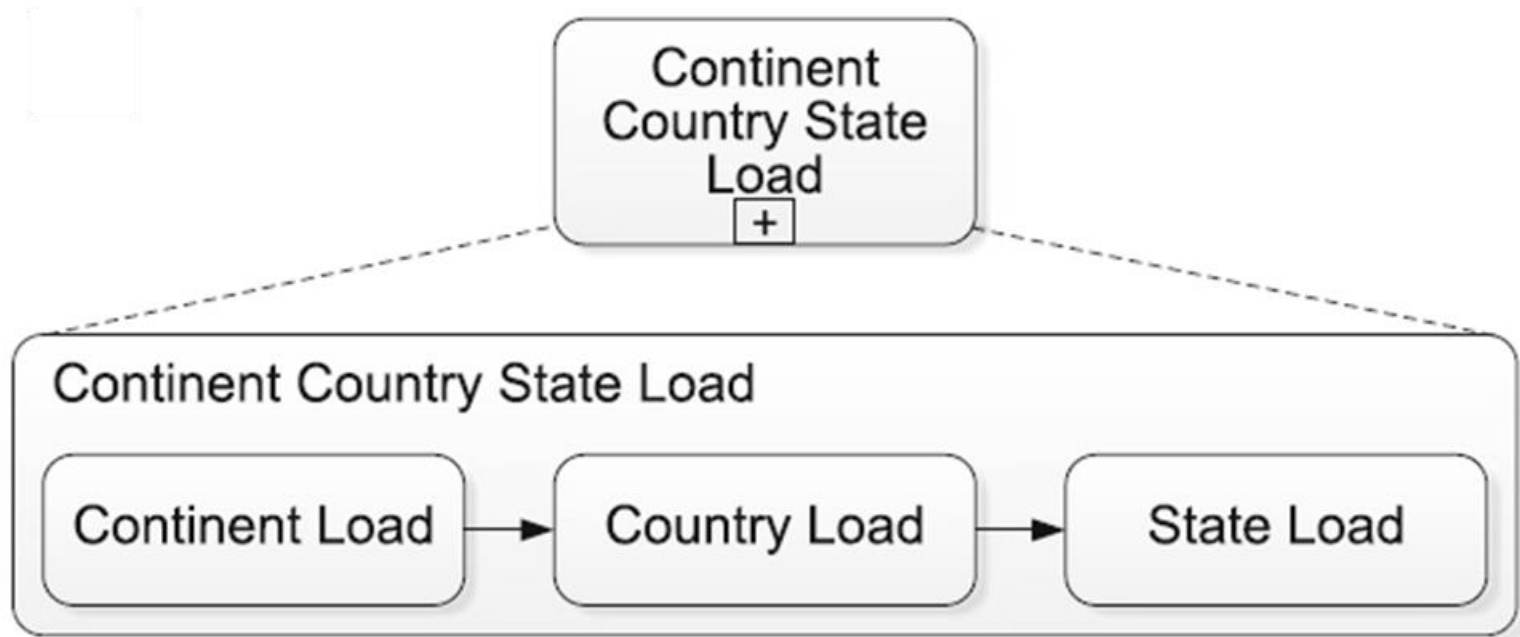 Continent
Country State
Load
+
Continent Country State Load
Continent Load
Country Load
State Load